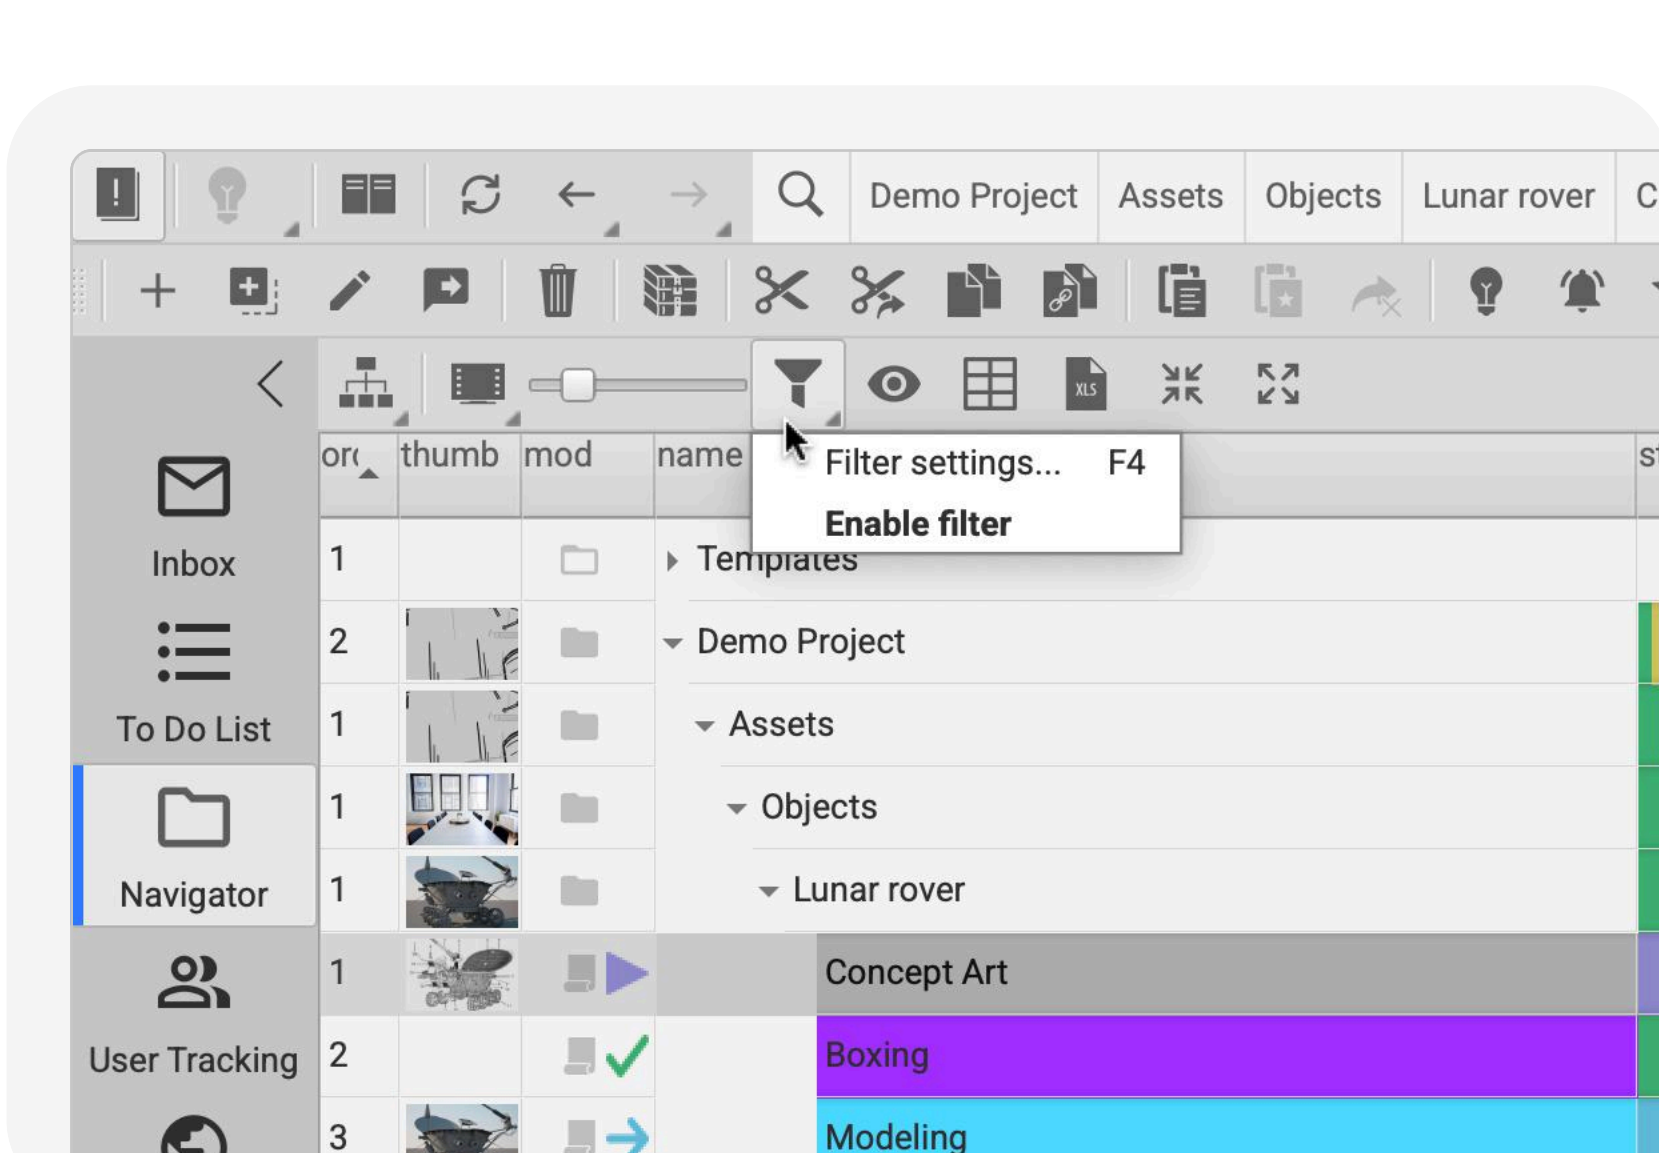 Demo Project Assets Objects Lunar rover C
XLS
thumb mod name
Filter settings... F4
Enable filter
Inbox
To Do List
Navigator
User Tracking
1 Templates
2 Demo Project
1 Assets
1 Objects
1 Lunar rover
1 Concept Art
2 Boxing
3 Modeling